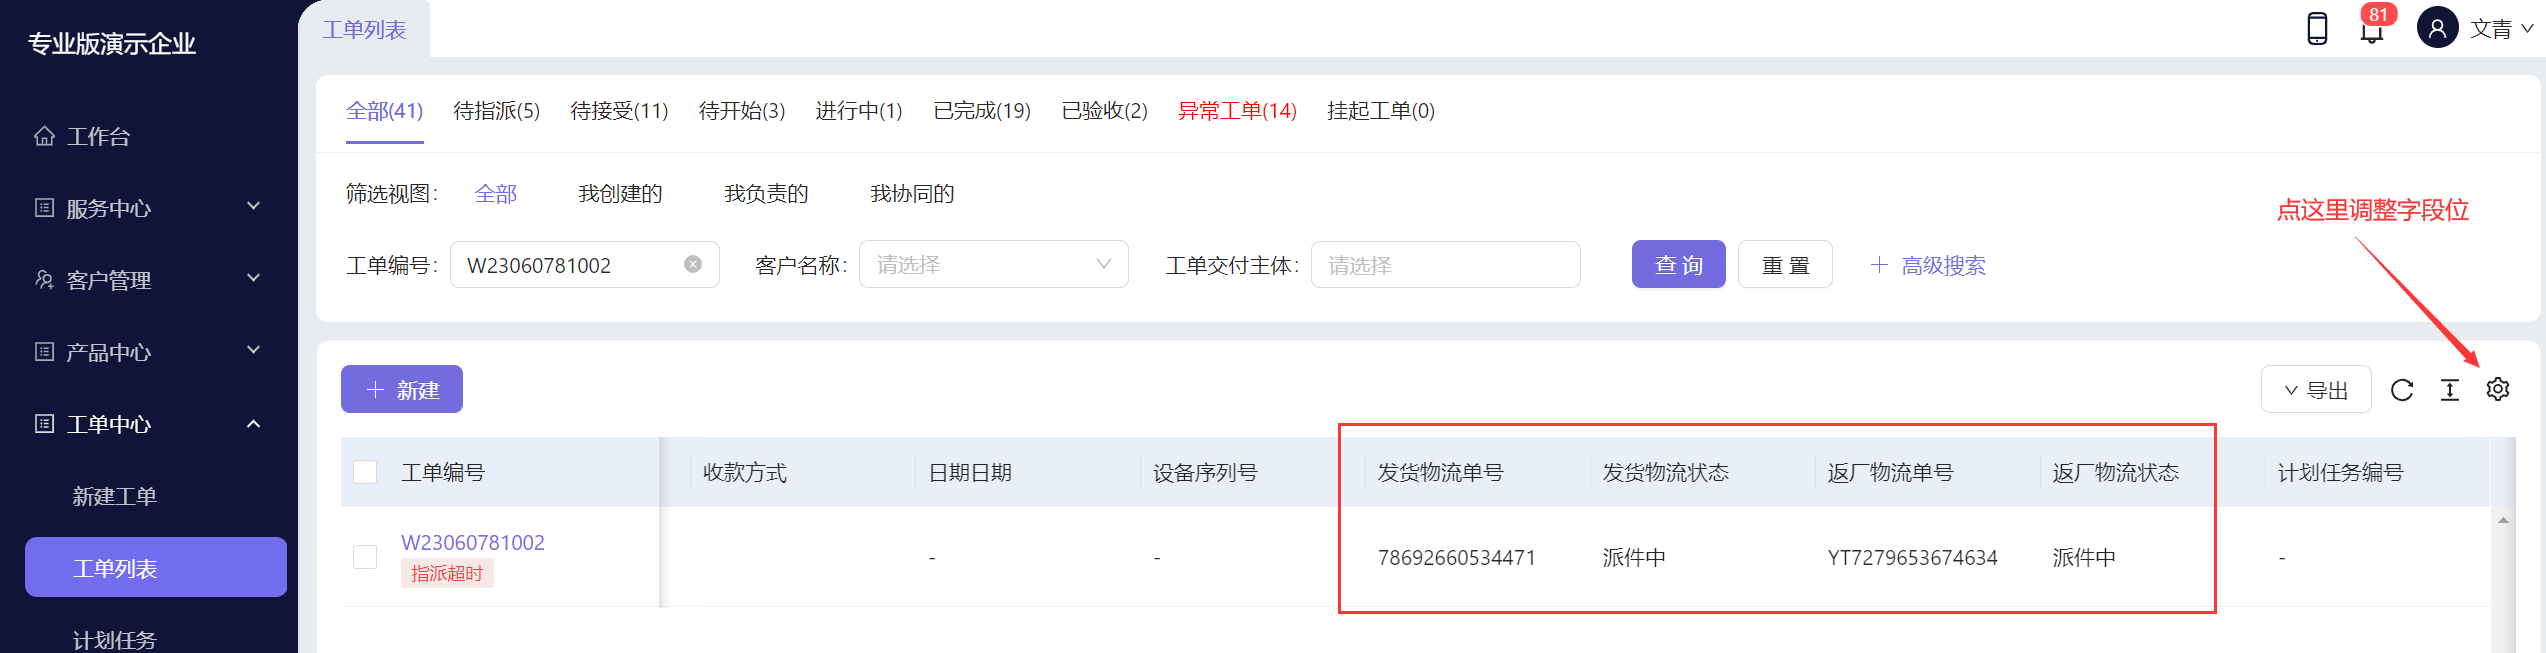 专业版演示企业
工单列表
81
文青
工作台
服务中心
客户管理
产品中心
工单中心
新建工单
工单列表
计划任务
全部(41) 待指派(5) 待接受(11) 待开始(3) 进行中(1) 已完成(19) 已验收(2) 异常工单(14) 挂起工单(0)
筛选视图: 全部 我创建的 我负责的 我协同的
点这里调整字段位
工单编号: W23060781002 客户名称: 请选择 工单交付主体: 请选择 查 询 重 置 高级搜索
新建 导出
工单编号 收款方式 日期日期 设备序列号 发货物流单号 发货物流状态 返厂物流单号 返厂物流状态 计划任务编号
W23060781002 - - 78692660534471 派件中 YT7279653674634 派件中 -
指派超时